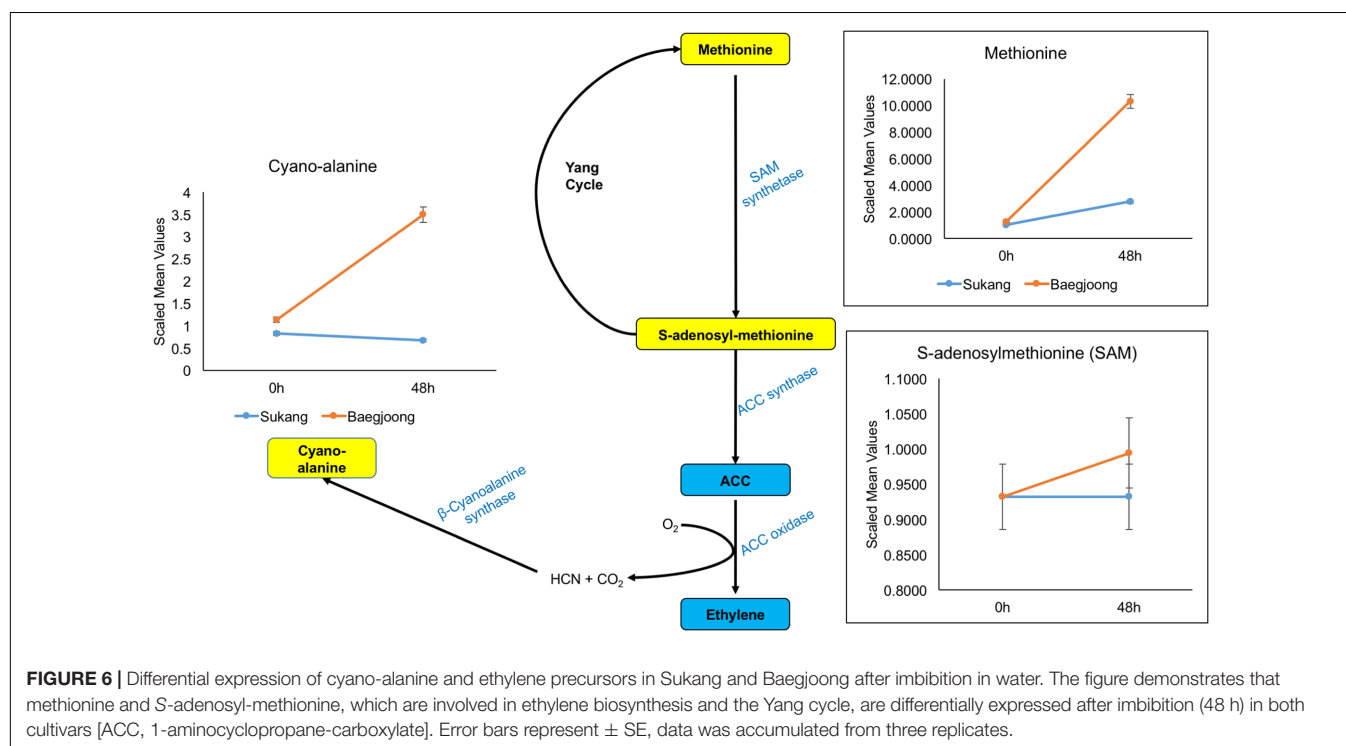 Methionine
Yang
Cycle
SAM
synthetase
S-adenosyl-methionine
ACC synthase
ACC
O₂
ACC oxidase
HCN + CO₂
Ethylene
β-Cyanoalanine
synthase
Cyano-
alanine
Cyano-alanine
Scaled Mean Values
4
3.5
3
2.5
2
1.5
1
0.5
0
0h 48h
Sukang Baegjoong
Methionine
Scaled Mean Values
12.0000
10.0000
8.0000
6.0000
4.0000
2.0000
0.0000
0h 48h
Sukang Baegjoong
S-adenosylmethionine (SAM)
Scaled Mean Values
1.1000
1.0500
1.0000
0.9500
0.9000
0.8500
0.8000
0h 48h
FIGURE 6 | Differential expression of cyano-alanine and ethylene precursors in Sukang and Baegjoong after imbibition in water. The figure demonstrates that
methionine and S-adenosyl-methionine, which are involved in ethylene biosynthesis and the Yang cycle, are differentially expressed after imbibition (48 h) in both
cultivars [ACC, 1-aminocyclopropane-carboxylate]. Error bars represent ± SE, data was accumulated from three replicates.